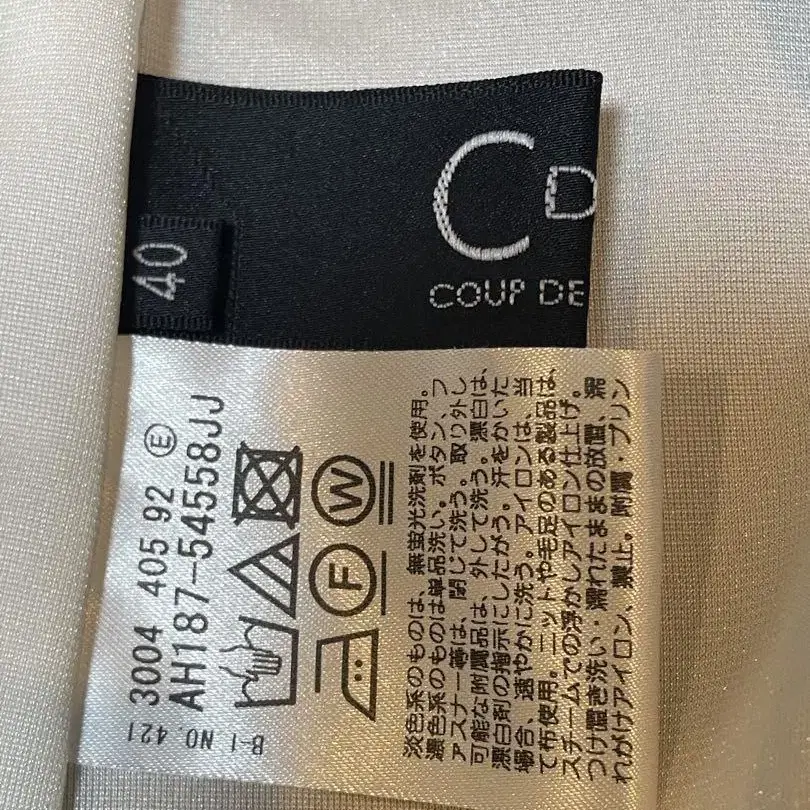 CD
COUP DE
40
3004 405 92 Ⓔ
AH187-54558JJ
F
W
淡色系のものは、無蛍光洗剤を使用。
濃色系のものは単品洗い。ボタン、フ
ァスナー等は、閉じて洗う。取り外し
可能な附属品は、外して洗う。漂白は、
漂白剤の指示にしたがう。汗をかいた
場合、速やかに洗う。アイロンは、当
て布使用。ニットや毛足のある製品は、
スチームでの浮かしアイロン仕上げ。
つけ置き洗い・濡れたままの放置、濡
れがけアイロン、禁止。附属・プリン
B-1 NO.421